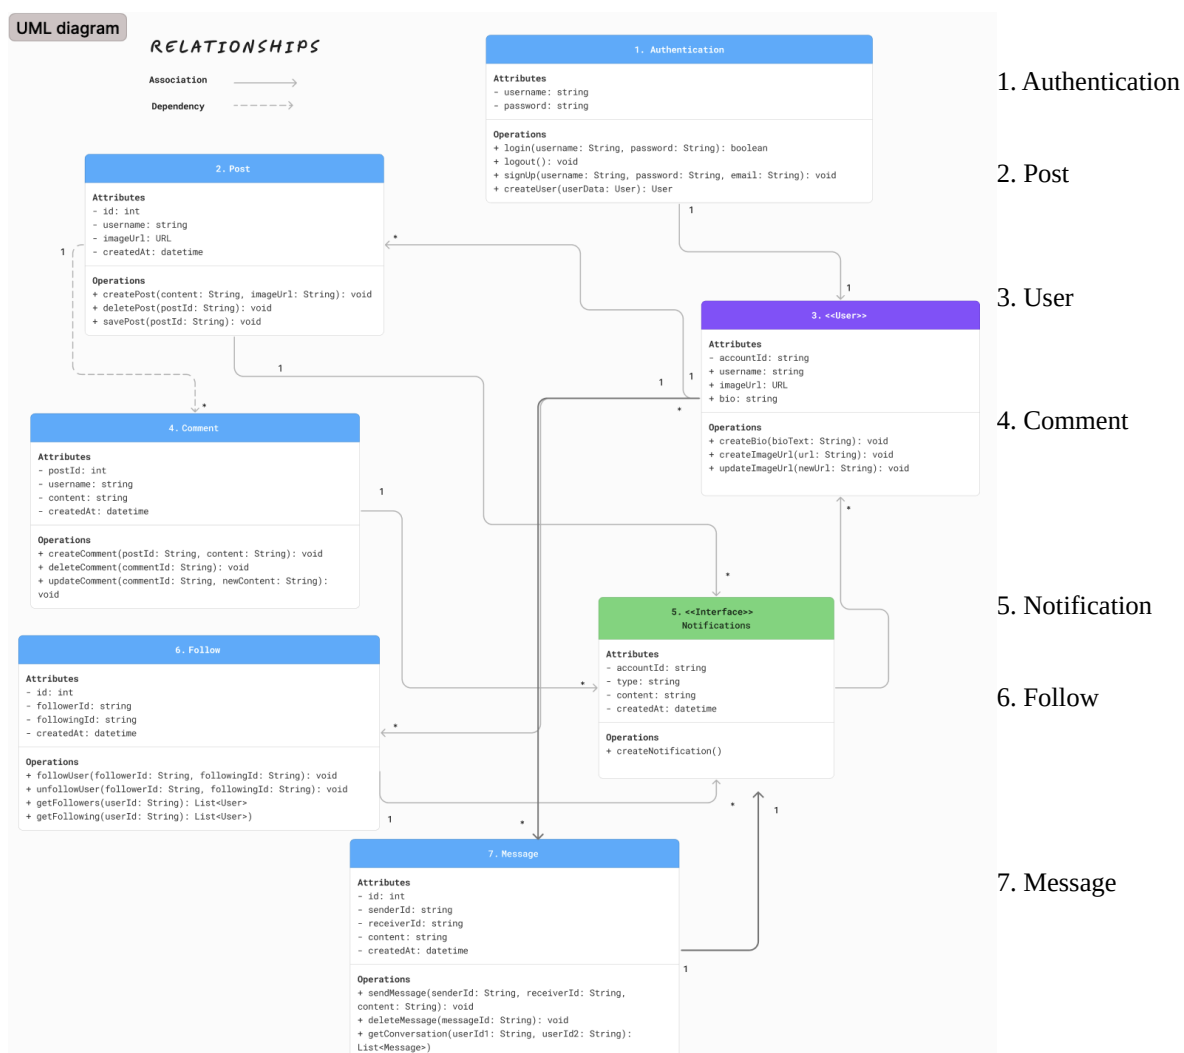 UML diagram
RELATIONSHIPS
Association
Dependency
1. Authentication
Attributes
- username: string
- password: string
Operations
+ login(username: String, password: String): boolean
+ logout(): void
+ signUp(username: String, password: String, email: String): void
+ createUser(userData: User): User
1
1
2. Post
Attributes
- id: int
- username: string
- imageUrl: URL
- createdAt: datetime
Operations
+ createPost(content: String, imageUrl: String): void
+ deletePost(postId: String): void
+ savePost(postId: String): void
1
*
1
*
3. <<User>>
Attributes
- accountId: string
+ username: string
+ imageUrl: URL
+ bio: string
Operations
+ createBio(bioText: String): void
+ createImageUrl(url: String): void
+ updateImageUrl(newUrl: String): void
1
1
*
*
4. Comment
Attributes
- postId: int
- username: string
- content: string
- createdAt: datetime
Operations
+ createComment(postId: String, content: String): void
+ deleteComment(commentId: String): void
+ updateComment(commentId: String, newContent: String):
void
1
*
5. <<Interface>>
Notifications
Attributes
- accountId: string
- type: string
- content: string
- createdAt: datetime
Operations
+ createNotification()
*
*
1
6. Follow
Attributes
- id: int
- followerId: string
- followingId: string
- createdAt: datetime
Operations
+ followUser(followerId: String, followingId: String): void
+ unfollowUser(followerId: String, followingId: String): void
+ getFollowers(userId: String): List<User>
+ getFollowing(userId: String): List<User>)
*
1
*
7. Message
Attributes
- id: int
- senderId: string
- receiverId: string
- content: string
- createdAt: datetime
Operations
+ sendMessage(senderId: String, receiverId: String,
content: String): void
+ deleteMessage(messageId: String): void
+ getConversation(userId1: String, userId2: String):
List<Message>)
1
1. Authentication
2. Post
3. User
4. Comment
5. Notification
6. Follow
7. Message